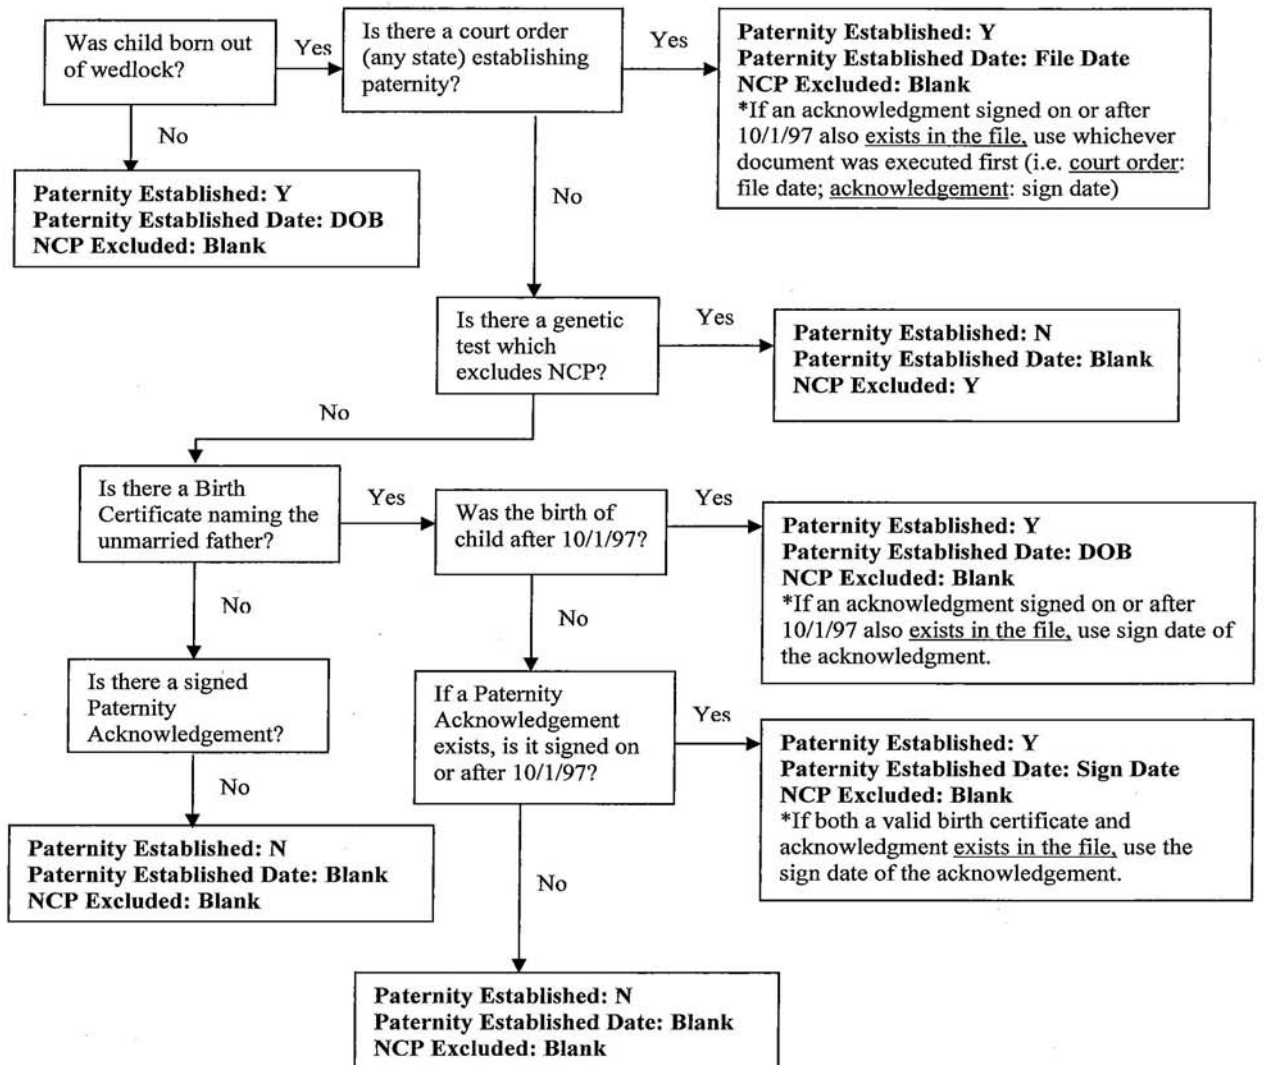 Was child born out
of wedlock?
Yes
Is there a court order
(any state) establishing
paternity?
Yes
Paternity Established: Y
Paternity Established Date: File Date
NCP Excluded: Blank
*If an acknowledgment signed on or after
10/1/97 also exists in the file, use whichever
document was executed first (i.e. court order:
file date; acknowledgement: sign date)
No
Paternity Established: Y
Paternity Established Date: DOB
NCP Excluded: Blank
No
Is there a genetic
test which
excludes NCP?
Yes
Paternity Established: N
Paternity Established Date: Blank
NCP Excluded: Y
No
Is there a Birth
Certificate naming the
unmarried father?
Yes
Was the birth of
child after 10/1/97?
Yes
Paternity Established: Y
Paternity Established Date: DOB
NCP Excluded: Blank
*If an acknowledgment signed on or after
10/1/97 also exists in the file, use sign date of
the acknowledgment.
No
No
Is there a signed
Paternity
Acknowledgement?
If a Paternity
Acknowledgement
exists, is it signed on
or after 10/1/97?
Yes
Paternity Established: Y
Paternity Established Date: Sign Date
NCP Excluded: Blank
*If both a valid birth certificate and
acknowledgment exists in the file, use the
sign date of the acknowledgement.
No
Paternity Established: N
Paternity Established Date: Blank
NCP Excluded: Blank
No
Paternity Established: N
Paternity Established Date: Blank
NCP Excluded: Blank